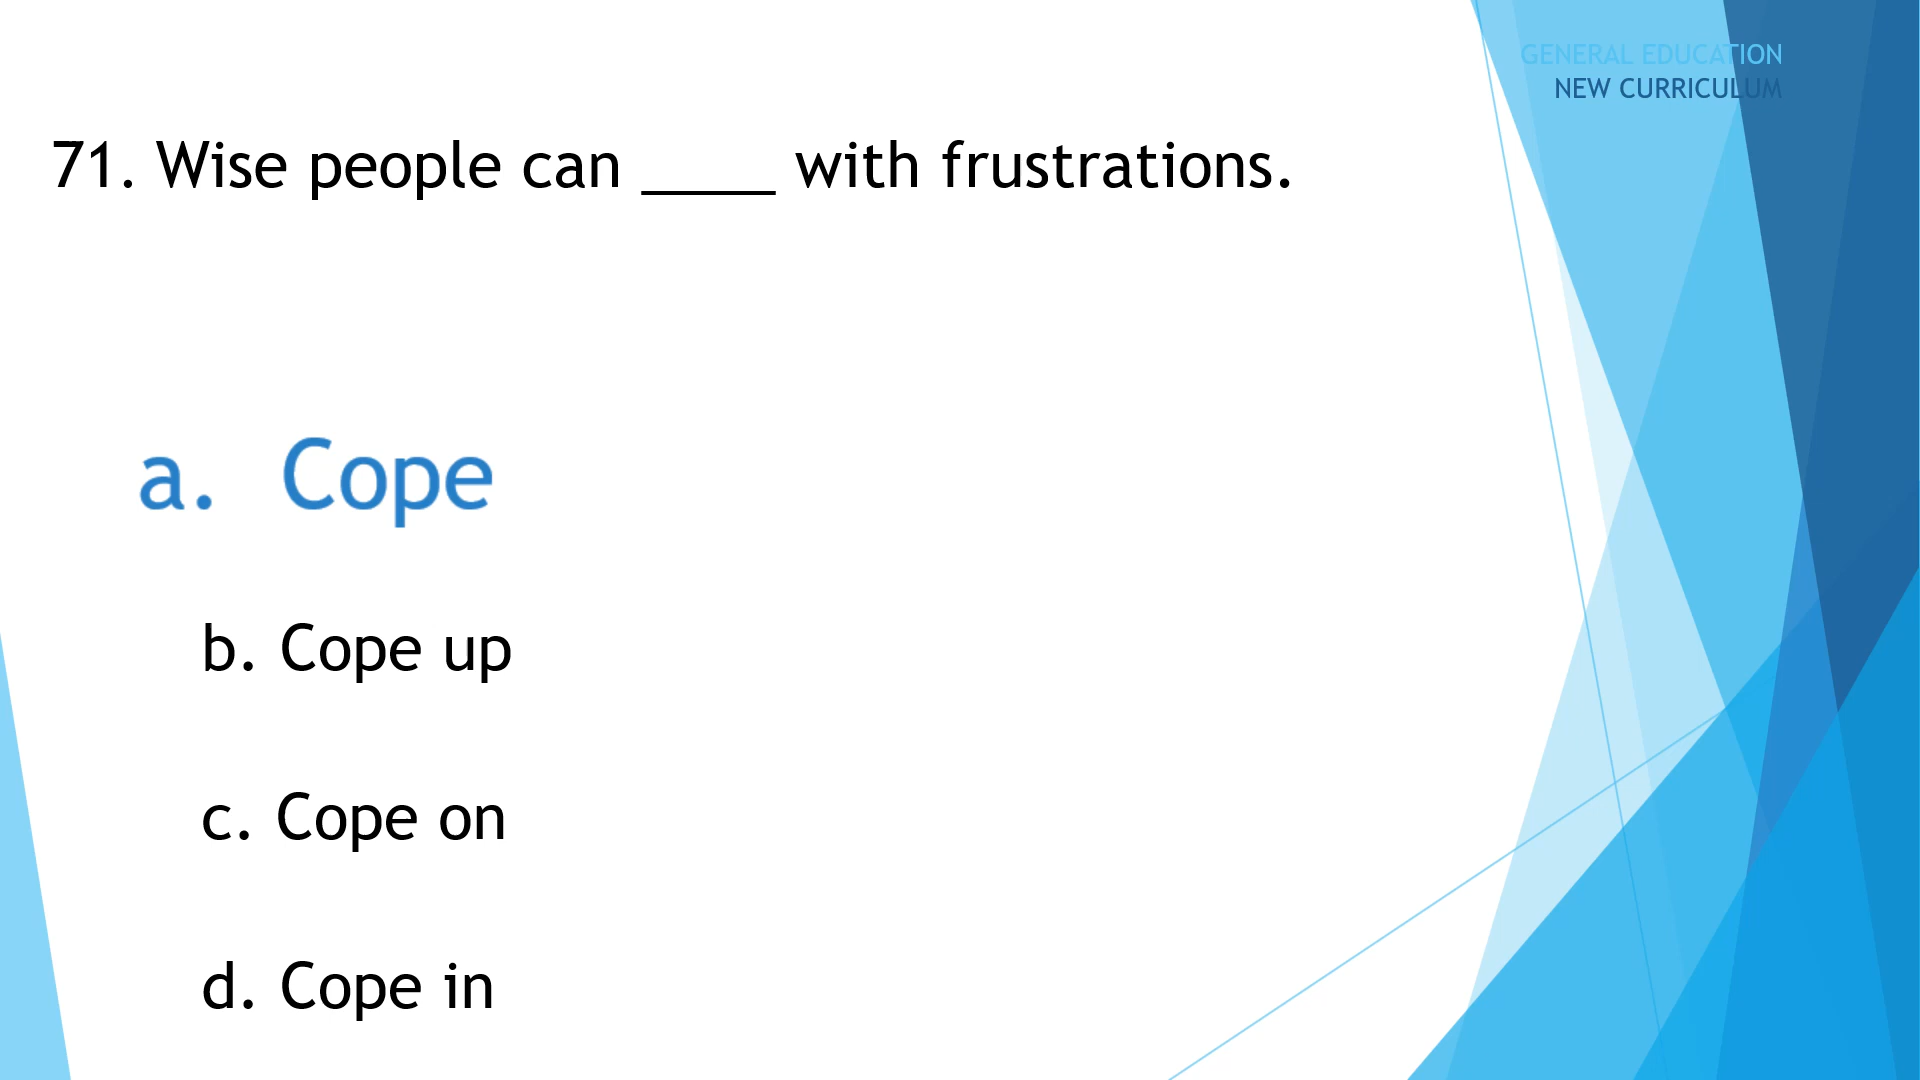 GENERAL EDUCATION
NEW CURRICULUM
71. Wise people can ____ with frustrations.
a. Cope
b. Cope up
c. Cope on
d. Cope in